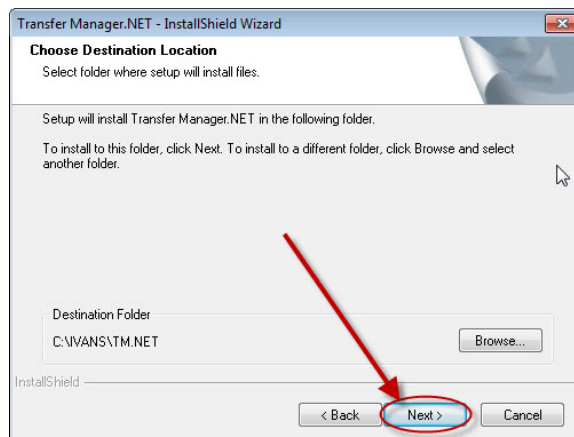 Transfer Manager.NET - InstallShield Wizard
Choose Destination Location
Select folder where setup will install files.
Setup will install Transfer Manager.NET in the following folder.
To install to this folder, click Next. To install to a different folder, click Browse and select
another folder.
Destination Folder
C:\IVANS\TM.NET
Browse...
InstallShield
< Back
Next >
Cancel